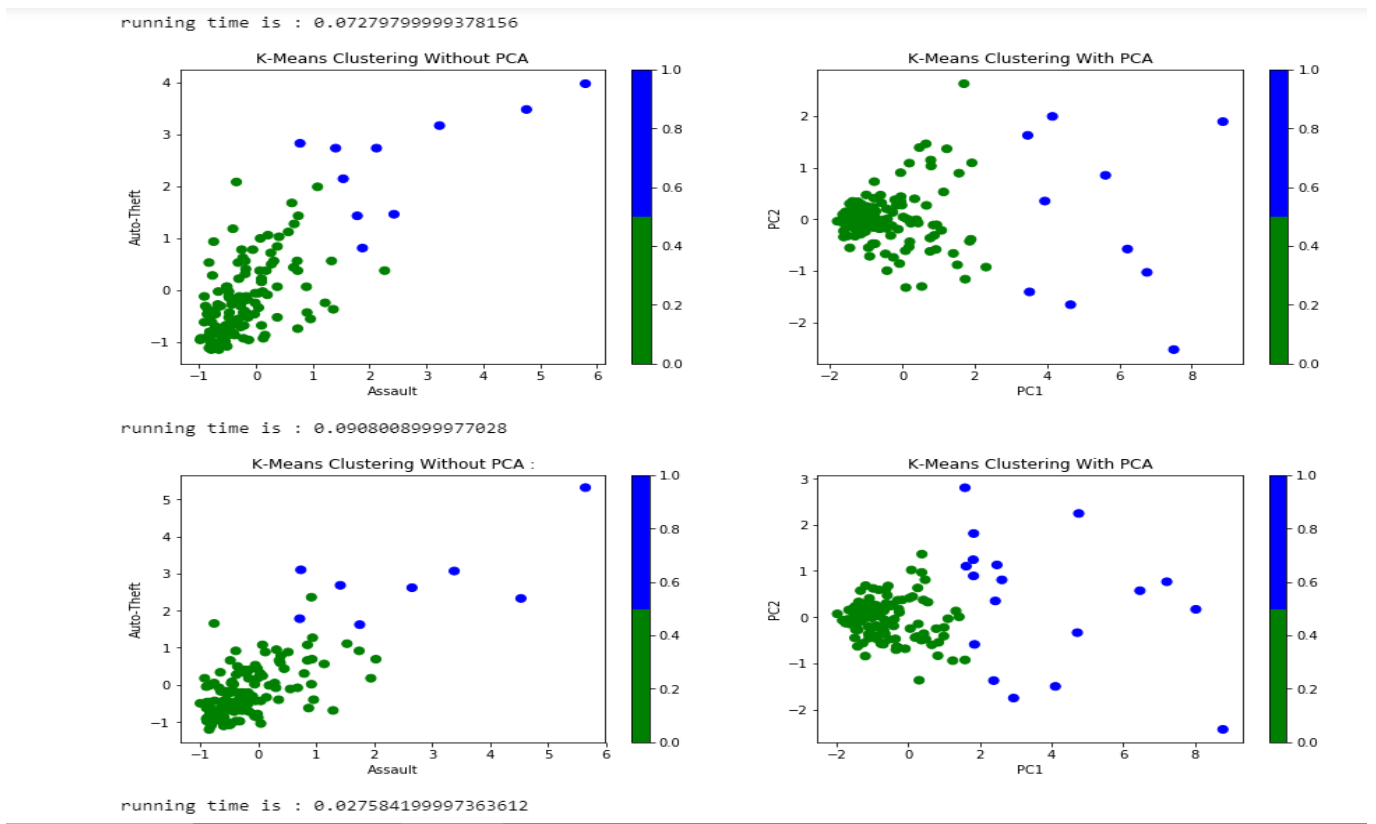 running time is : 0.07279799999378156
K-Means Clustering Without PCA
Auto-Theft
4
3
2
1
0
−1
−1 0 1 2 3 4 5 6
Assault
1.0
0.8
0.6
0.4
0.2
0.0
K-Means Clustering With PCA
PC2
2
1
0
−1
−2
−2 0 2 4 6 8
PC1
1.0
0.8
0.6
0.4
0.2
0.0
running time is : 0.0908008999977028
K-Means Clustering Without PCA :
Auto-Theft
5
4
3
2
1
0
−1
−1 0 1 2 3 4 5 6
Assault
1.0
0.8
0.6
0.4
0.2
0.0
K-Means Clustering With PCA
PC2
3
2
1
0
−1
−2
−2 0 2 4 6 8
PC1
1.0
0.8
0.6
0.4
0.2
0.0
running time is : 0.027584199997363612